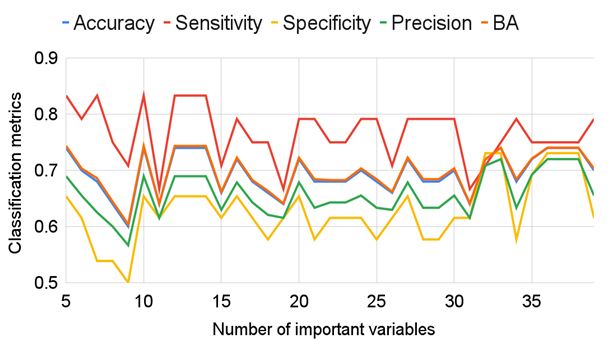 Accuracy Sensitivity Specificity Precision BA
0.9
0.8
0.7
0.6
0.5
Classification metrics
5 10 15 20 25 30 35
Number of important variables